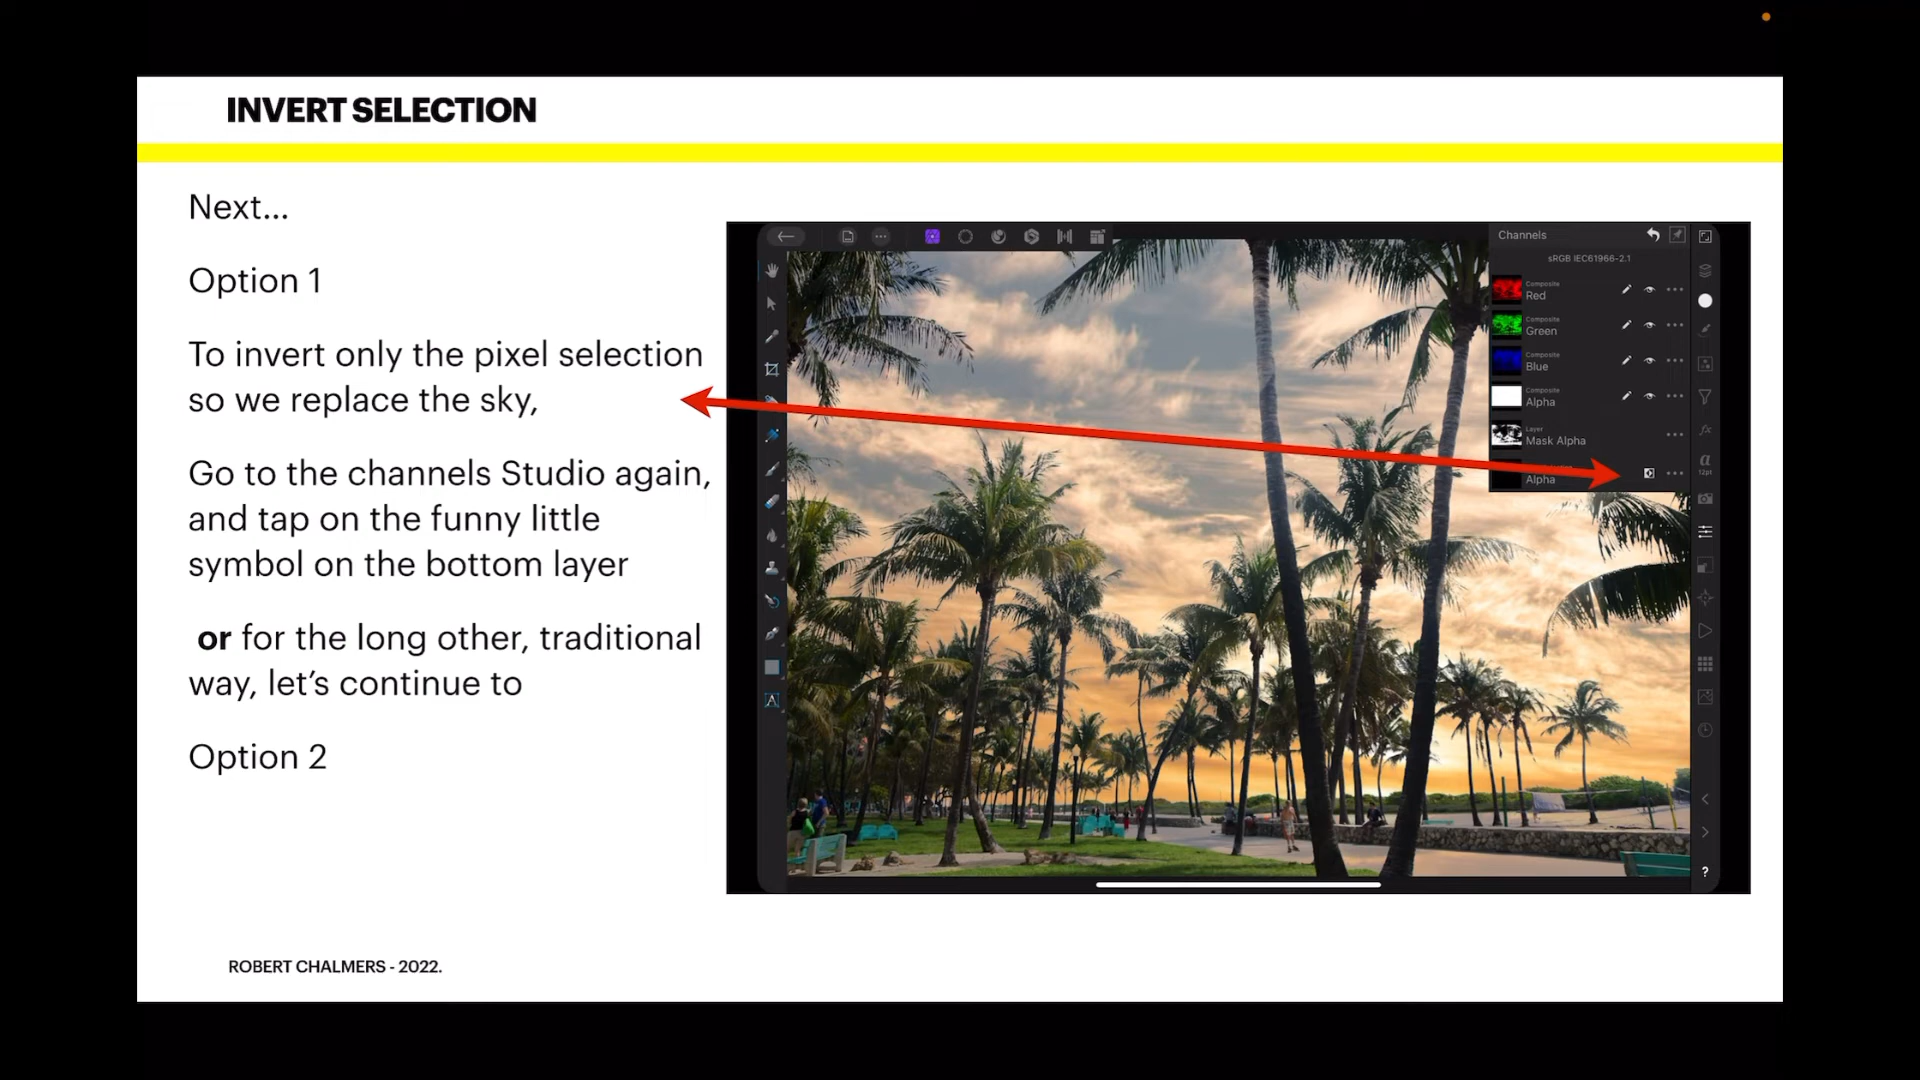 INVERT SELECTION
Next...
Option 1
To invert only the pixel selection
so we replace the sky,
Go to the channels Studio again,
and tap on the funny little
symbol on the bottom layer
or for the long other, traditional
way, let's continue to
Option 2
Channels
sRGB IEC61966-2.1
Composite
Red
Composite
Green
Composite
Blue
Composite
Alpha
Layer
Mask Alpha
Alpha
a
12pt
fx
A
?
ROBERT CHALMERS - 2022.